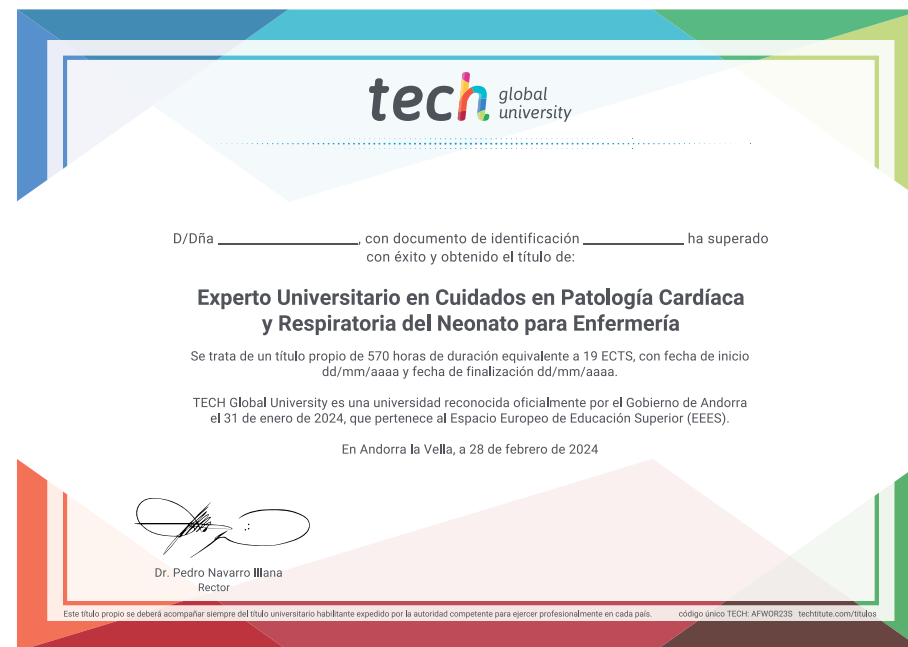 tech global university
D/Dña ______________, con documento de identificación __________ ha superado
con éxito y obtenido el título de:
Experto Universitario en Cuidados en Patología Cardíaca
y Respiratoria del Neonato para Enfermería
Se trata de un título propio de 570 horas de duración equivalente a 19 ECTS, con fecha de inicio
dd/mm/aaaa y fecha de finalización dd/mm/aaaa.
TECH Global University es una universidad reconocida oficialmente por el Gobierno de Andorra
el 31 de enero de 2024, que pertenece al Espacio Europeo de Educación Superior (EEES).
En Andorra la Vella, a 28 de febrero de 2024
Dr. Pedro Navarro Illana
Rector
Este título propio se deberá acompañar siempre del título universitario habilitante expedido por la autoridad competente para ejercer profesionalmente en cada país. código único TECH: AFWOR23S techtitute.com/titulos